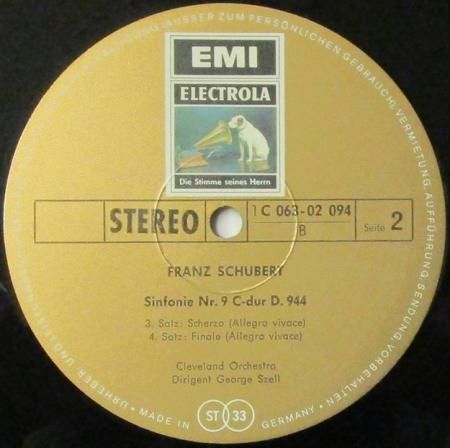 EMI
ELECTROLA
Die Stimme seines Herrn
STEREO
1 C 063-02 094
B
Seite 2
FRANZ SCHUBERT
Sinfonie Nr. 9 C-dur D. 944
3. Satz: Scherzo (Allegro vivace)
4. Satz: Finale (Allegro vivace)
Cleveland Orchestra
Dirigent George Szell
AUSSER ZUM PERSÖNLICHEN GEBRAUCH), VERMIETUNG, AUFFÜHRUNG, SENDUNG, VORBEHALTEN
URHEBER UND
MADE IN GERMANY
ST 33